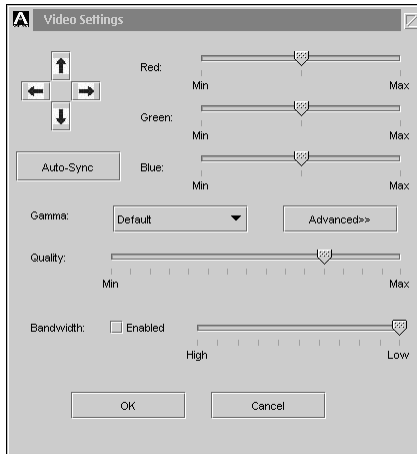 A Video Settings
Red:
Min Max
Green:
Min Max
Auto-Sync
Blue:
Min Max
Gamma: Default Advanced>>
Quality:
Min Max
Bandwidth: Enabled
High Low
OK Cancel